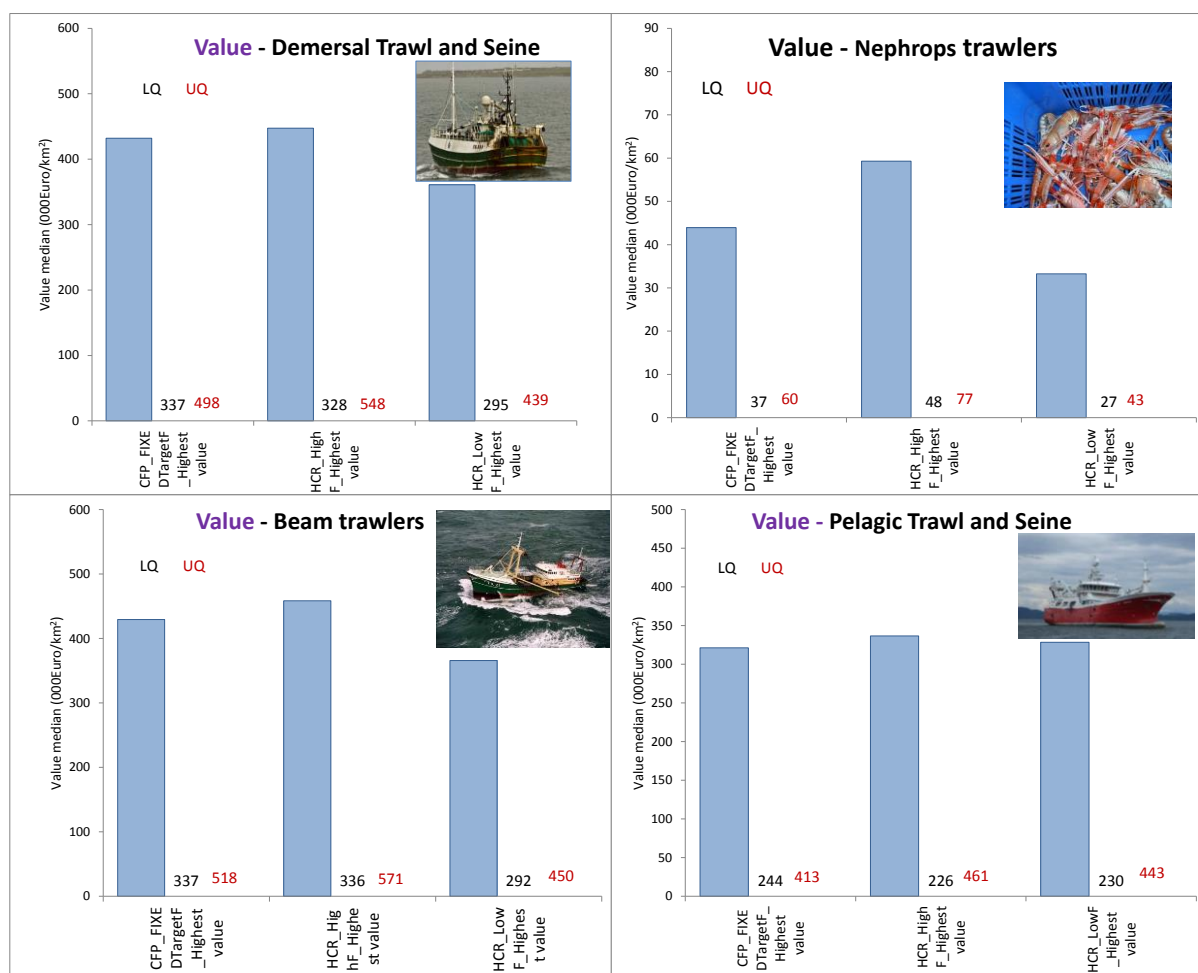 Value - Demersal Trawl and Seine
LQ UQ
Value median (000Euro/km²)
600
500
400
300
200
100
0
337 498
328 548
295 439
CFP_FIXE
DTargetF
_Highest
value
HCR_High
F_Highest
value
HCR_Low
F_Highest
value
Value - Nephrops trawlers
LQ UQ
Value median (000Euro/km²)
90
80
70
60
50
40
30
20
10
0
37 60
48 77
27 43
CFP_FIXE
DTargetF_
Highest
value
HCR_High
F_Highest
value
HCR_Low
F_Highest
value
Value - Beam trawlers
LQ UQ
Value median (000Euro/km²)
600
500
400
300
200
100
0
337 518
336 571
292 450
CFP_FIXE
DTargetF
_Highest
value
HCR_Hig
hF_Highe
st value
HCR_Low
F_Highes
t value
Value - Pelagic Trawl and Seine
LQ UQ
Value median (000Euro/km²)
500
450
400
350
300
250
200
150
100
50
0
244 413
226 461
230 443
CFP_FIXE
DTargetF_
Highest
value
HCR_High
F_Highest
value
HCR_LowF
_Highest
value